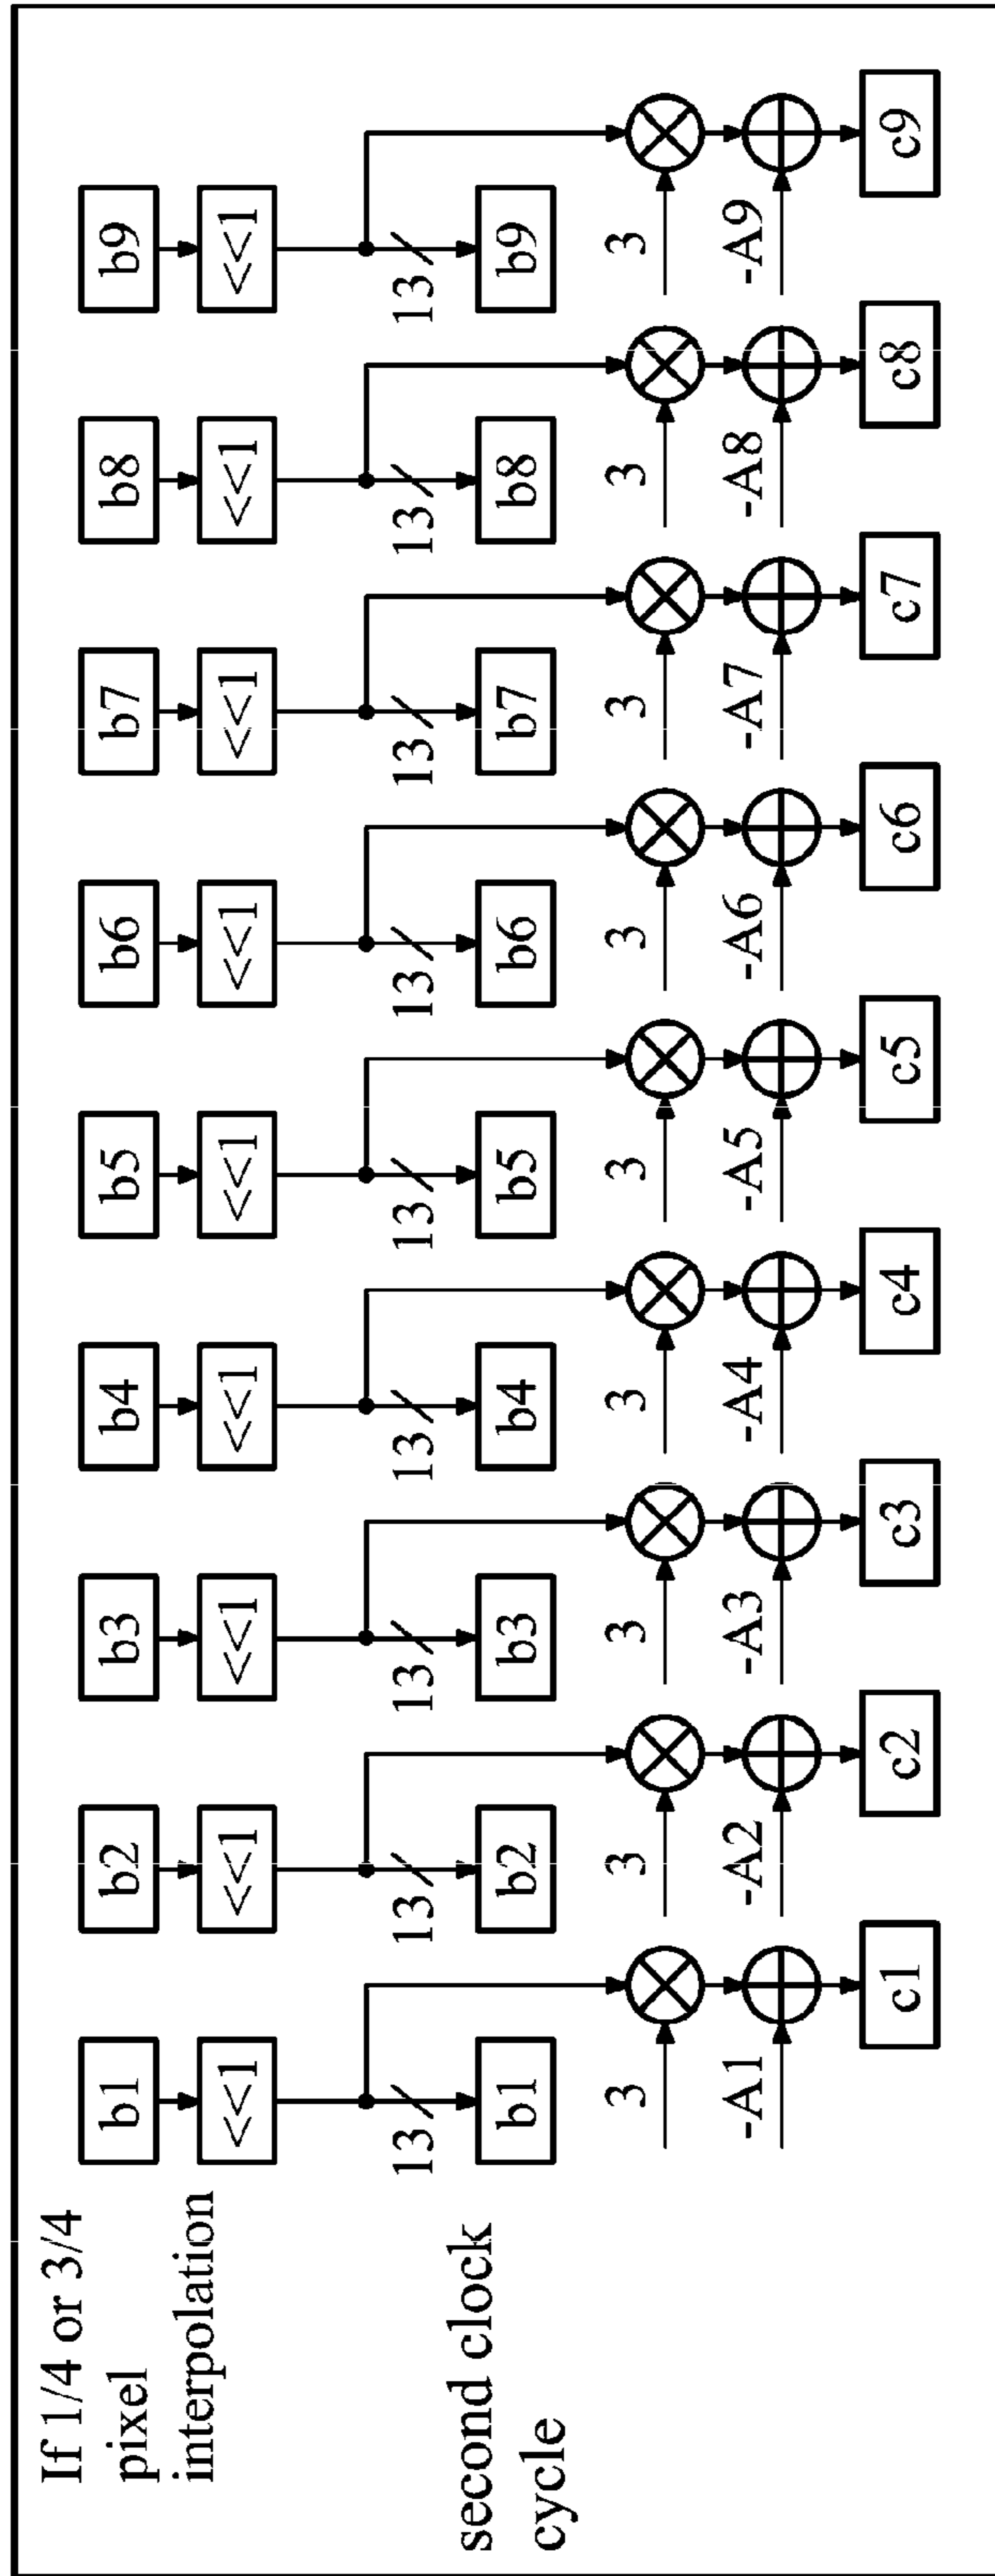 If 1/4 or 3/4
pixel
interpolation
b1 b2 b3 b4 b5 b6 b7 b8 b9
<<1 <<1 <<1 <<1 <<1 <<1 <<1 <<1 <<1
13 13 13 13 13 13 13 13 13
second clock
cycle
b1 b2 b3 b4 b5 b6 b7 b8 b9
3 3 3 3 3 3 3 3 3
-A1 -A2 -A3 -A4 -A5 -A6 -A7 -A8 -A9
c1 c2 c3 c4 c5 c6 c7 c8 c9